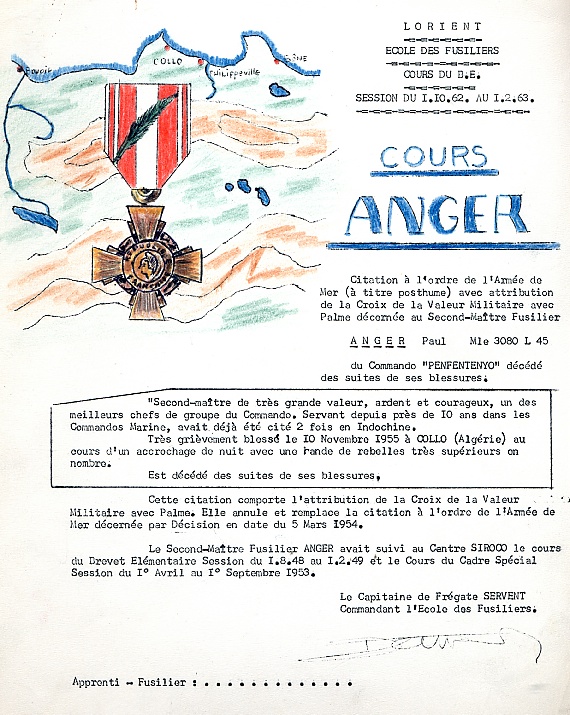 LORIENT
ECOLE DES FUSILIERS
COURS DU B.E.
SESSION DU I.IO.62. AU I.2.63.
COLLO
Philippeville
BÔNE
Bougie
COURS
ANGER
Citation à l'ordre de l'Armée de
Mer (à titre posthume) avec attribution
de la Croix de la Valeur Militaire avec
Palme décernée au Second-Maître Fusilier
ANGER Paul Mle 3080 L 45
du Commando "PENFENTENYO" décédé
des suites de ses blessures.
"Second-maître de très grande valeur, ardent et courageux, un des
meilleurs chefs de groupe du Commando. Servant depuis près de IO ans dans les
Commandos Marine, avait déjà été cité 2 fois en Indochine.
Très grièvement blessé le IO Novembre I955 à COLLO (Algérie) au
cours d'un accrochage de nuit avec une bande de rebelles très supérieurs en
nombre.
Est décédé des suites de ses blessures,
Cette citation comporte l'attribution de la Croix de la Valeur
Militaire avec Palme. Elle annule et remplace la citation à l'ordre de l'Armée de
Mer décernée par Décision en date du 5 Mars I954.
Le Second-Maître Fusilier ANGER avait suivi au Centre SIROCO le cours
du Brevet Elémentaire Session du I.8.48 au I.2.49 et le Cours du Cadre Spécial
Session du I° Avril au I° Septembre I953.
Le Capitaine de Frégate SERVENT
Commandant l'Ecole des Fusiliers.
Apprenti - Fusilier : . . . . . . . . . . . . .